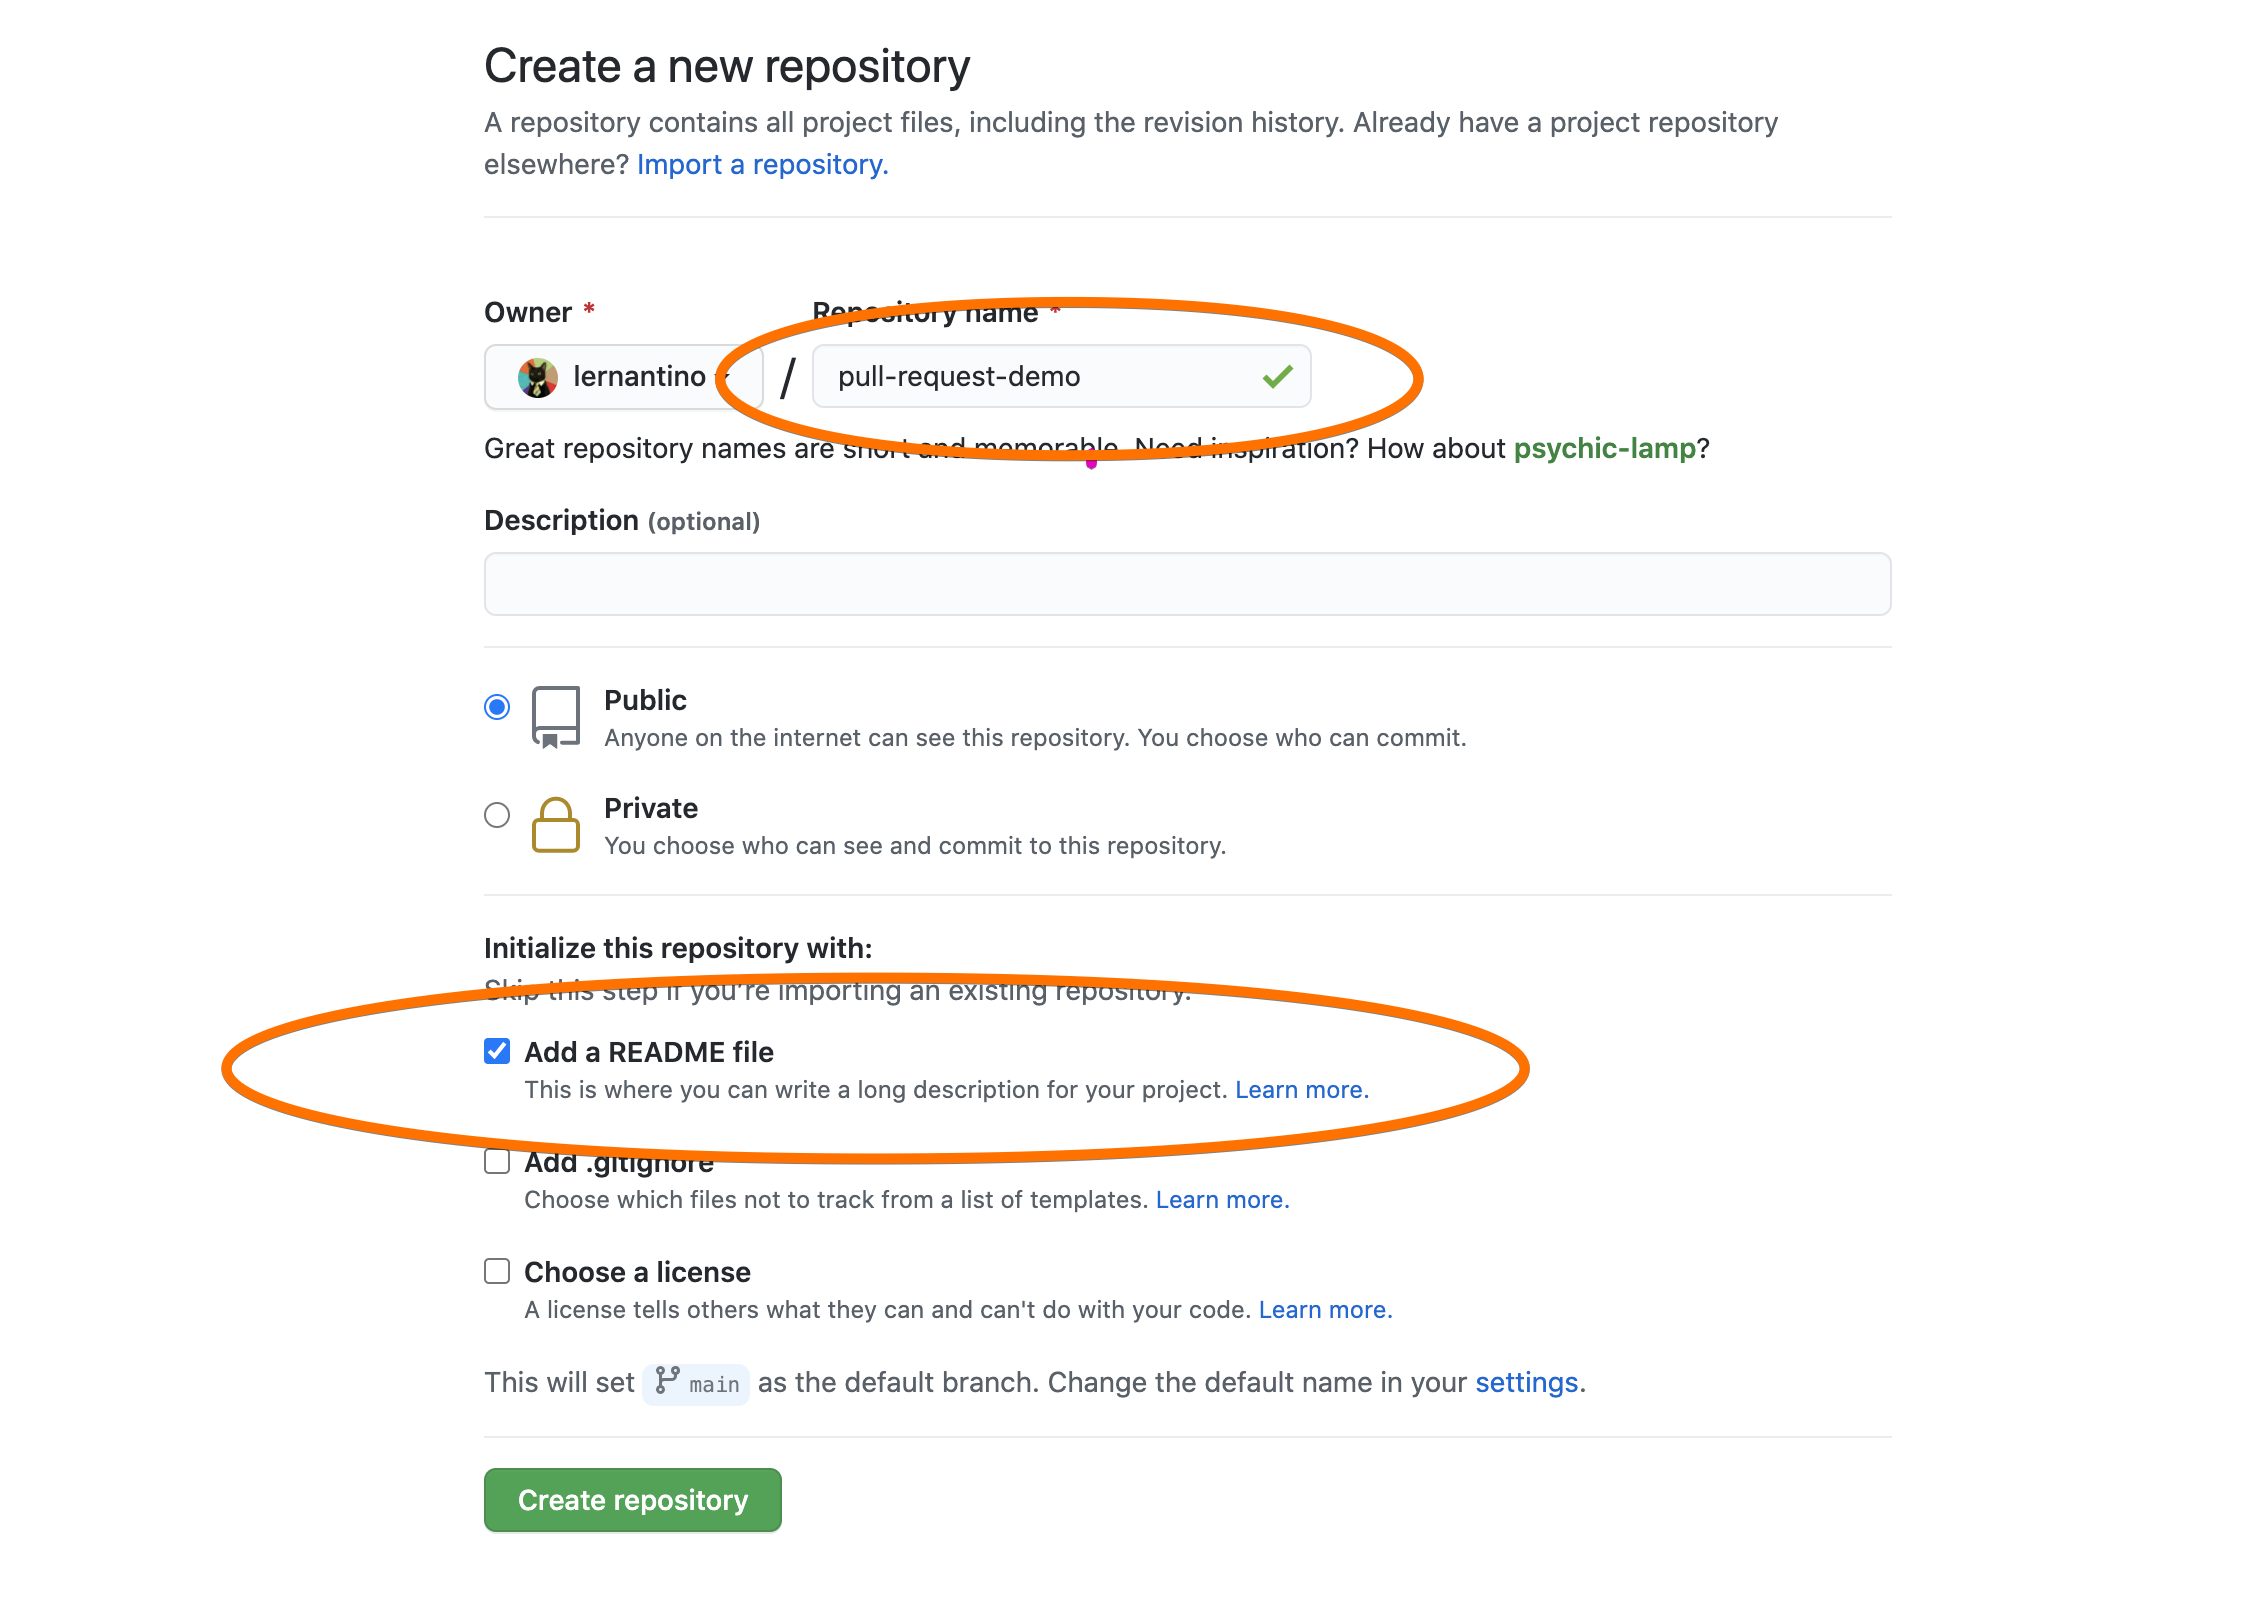 Create a new repository
A repository contains all project files, including the revision history. Already have a project repository
elsewhere? Import a repository.
Owner * Repository name *
lernantino / pull-request-demo
Great repository names are short and memorable. Need inspiration? How about psychic-lamp?
Description (optional)
Public
Anyone on the internet can see this repository. You choose who can commit.
Private
You choose who can see and commit to this repository.
Initialize this repository with:
Skip this step if you're importing an existing repository.
Add a README file
This is where you can write a long description for your project. Learn more.
Add .gitignore
Choose which files not to track from a list of templates. Learn more.
Choose a license
A license tells others what they can and can't do with your code. Learn more.
This will set main as the default branch. Change the default name in your settings.
Create repository